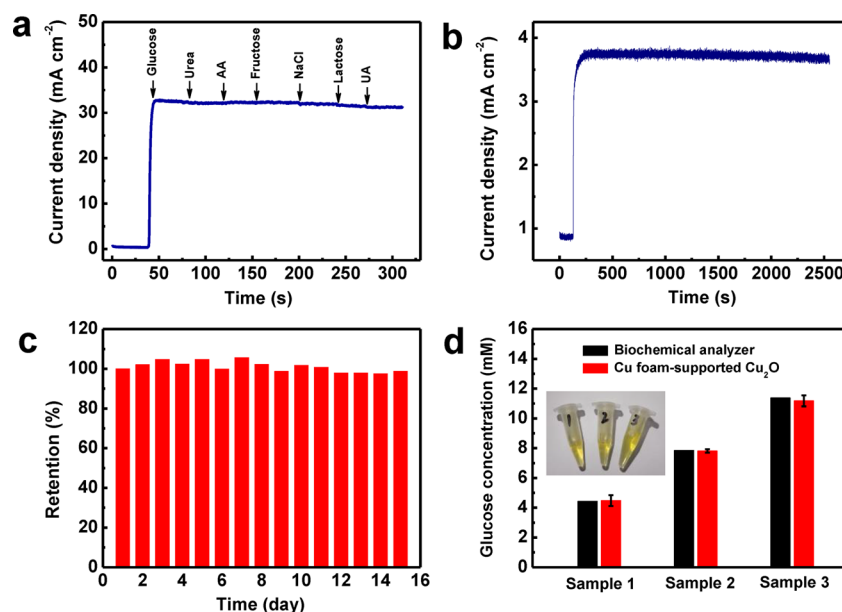 a
Current density (mA cm⁻²)
50
40
30
20
10
0
Glucose
Urea
AA
Fructose
NaCl
Lactose
UA
0 50 100 150 200 250 300
Time (s)
b
Current density (mA cm⁻²)
4
3
2
1
0 500 1000 1500 2000 2500
Time (s)
c
Retention (%)
120
100
80
60
40
20
0
0 2 4 6 8 10 12 14 16
Time (day)
d
Glucose concentration (mM)
16
14
12
10
8
6
4
2
0
Biochemical analyzer
Cu foam-supported Cu₂O
1 2 3
Sample 1 Sample 2 Sample 3